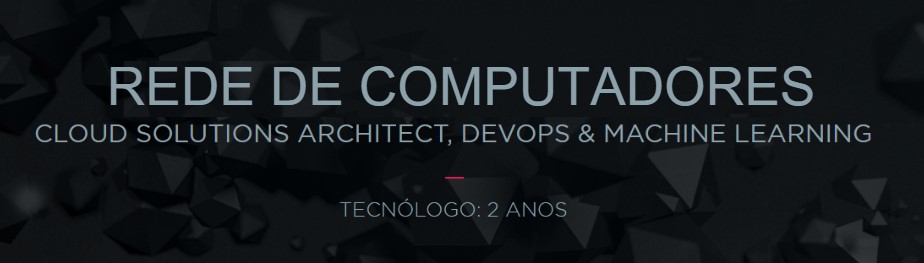 REDE DE COMPUTADORES
CLOUD SOLUTIONS ARCHITECT, DEVOPS & MACHINE LEARNING
TECNÓLOGO: 2 ANOS